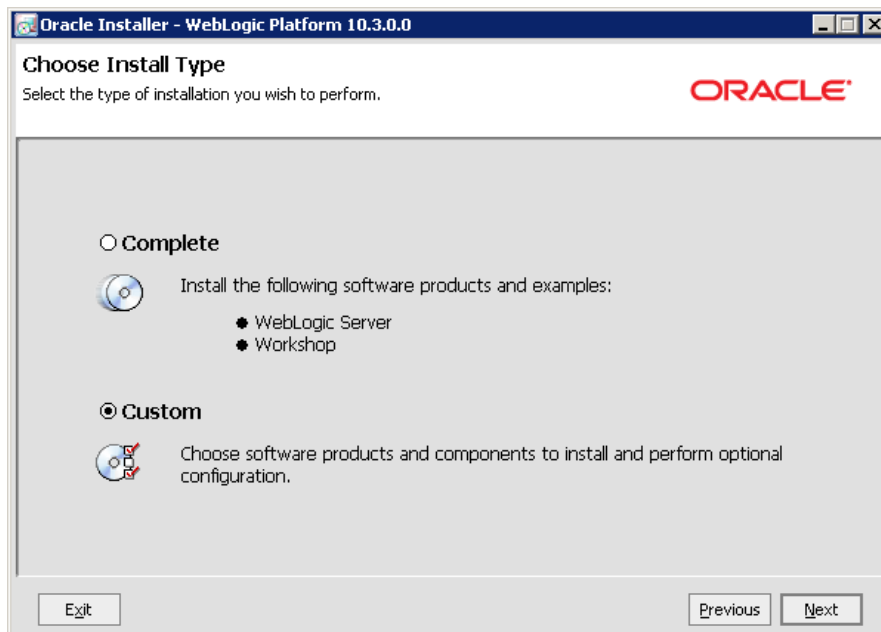 Oracle Installer - WebLogic Platform 10.3.0.0
Choose Install Type
Select the type of installation you wish to perform.
ORACLE
Complete
Install the following software products and examples:
WebLogic Server
Workshop
Custom
Choose software products and components to install and perform optional
configuration.
Exit
Previous
Next